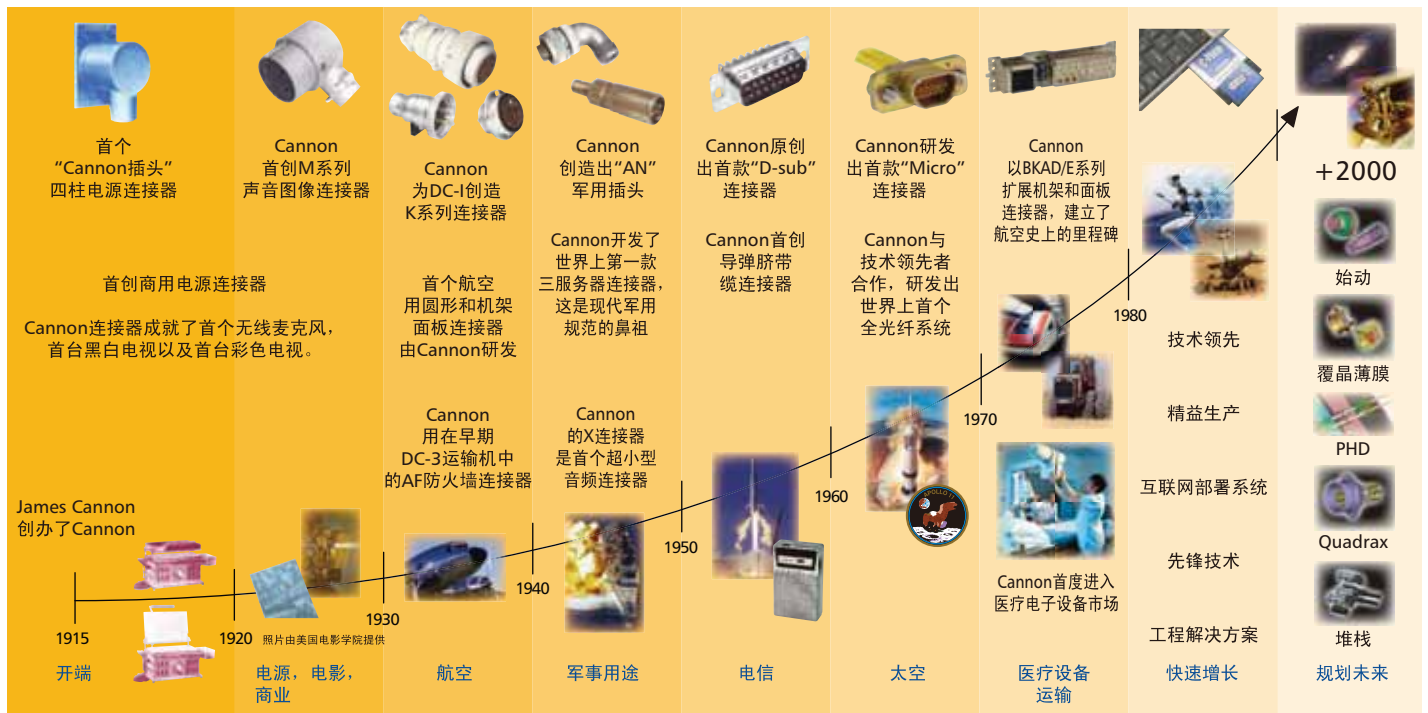 首个
“Cannon插头”
四柱电源连接器
Cannon
首创M系列
声音图像连接器
首创商用电源连接器
Cannon连接器成就了首个无线麦克风，
首台黑白电视以及首台彩色电视。
Cannon
为DC-I创造
K系列连接器
首个航空
用圆形和机架
面板连接器
由Cannon研发
Cannon
用在早期
DC-3运输机中
的AF防火墙连接器
Cannon
创造出“AN”
军用插头
Cannon开发了
世界上第一款
三服务器连接器，
这是现代军用
规范的鼻祖
Cannon
的X连接器
是首个超小型
音频连接器
Cannon原创
出首款“D-sub”
连接器
Cannon首创
导弹脐带
缆连接器
Cannon研发
出首款“Micro”
连接器
Cannon与
技术领先者
合作，研发出
世界上首个
全光纤系统
APOLLO 11
Cannon
以BKAD/E系列
扩展机架和面板
连接器，建立了
航空史上的里程碑
Cannon首度进入
医疗电子设备市场
技术领先
精益生产
互联网部署系统
先锋技术
工程解决方案
+2000
始动
覆晶薄膜
PHD
Quadrax
堆栈
James Cannon
创办了Cannon
照片由美国电影学院提供
1915
1920
1930
1940
1950
1960
1970
1980
开端
电源，电影，
商业
航空
军事用途
电信
太空
医疗设备
运输
快速增长
规划未来